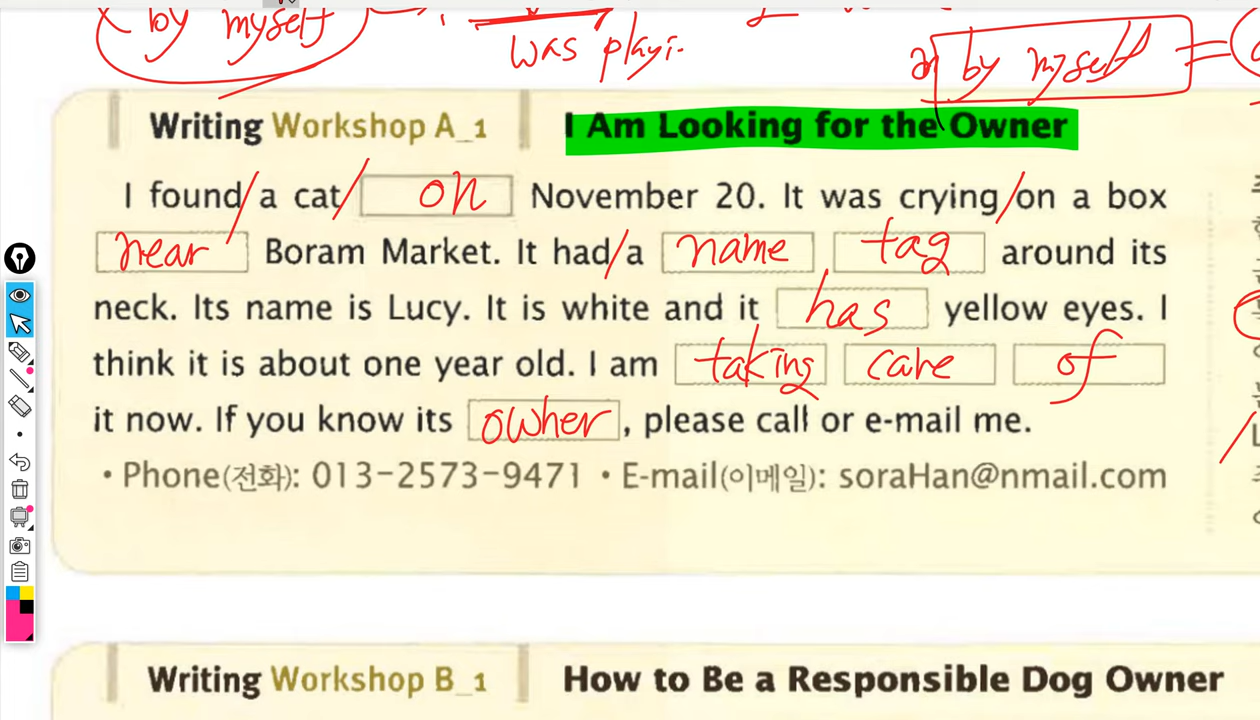 by myself
was playi
by myself =
Writing Workshop A_1 I Am Looking for the Owner
I found / a cat / on November 20. It was crying / on a box
near Boram Market. It had / a name tag around its
neck. Its name is Lucy. It is white and it has yellow eyes. I
think it is about one year old. I am taking care of
it now. If you know its owner, please call or e-mail me.
• Phone(전화): 013-2573-9471 • E-mail(이메일): soraHan@nmail.com
Writing Workshop B_1 How to Be a Responsible Dog Owner